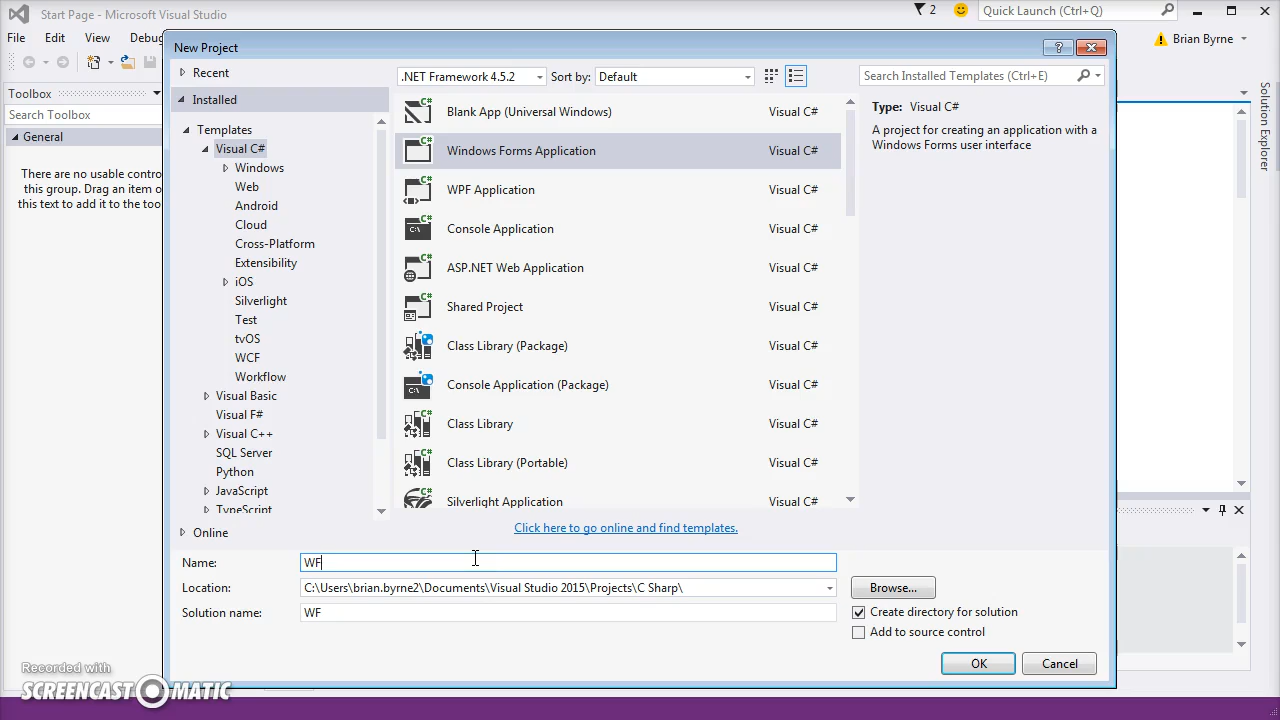 Start Page - Microsoft Visual Studio
2
Quick Launch (Ctrl+Q)
File Edit View Debug
Brian Byrne
New Project
Toolbox
Search Toolbox
General
There are no usable contro
this group. Drag an item o
this text to add it to the too
Solution Explorer
Recent
.NET Framework 4.5.2
Sort by: Default
Search Installed Templates (Ctrl+E)
Installed
Templates
Visual C#
Windows
Web
Android
Cloud
Cross-Platform
Extensibility
iOS
Silverlight
Test
tvOS
WCF
Workflow
Visual Basic
Visual F#
Visual C++
SQL Server
Python
JavaScript
TypeScript
Online
Blank App (Universal Windows) Visual C#
Windows Forms Application Visual C#
WPF Application Visual C#
Console Application Visual C#
ASP.NET Web Application Visual C#
Shared Project Visual C#
Class Library (Package) Visual C#
Console Application (Package) Visual C#
Class Library Visual C#
Class Library (Portable) Visual C#
Silverlight Application Visual C#
Type: Visual C#
A project for creating an application with a
Windows Forms user interface
Click here to go online and find templates.
Name: WF
Location: C:\Users\brian.byrne2\Documents\Visual Studio 2015\Projects\C Sharp\
Browse...
Solution name: WF
Create directory for solution
Add to source control
OK Cancel
Recorded with
SCREENCAST MATIC